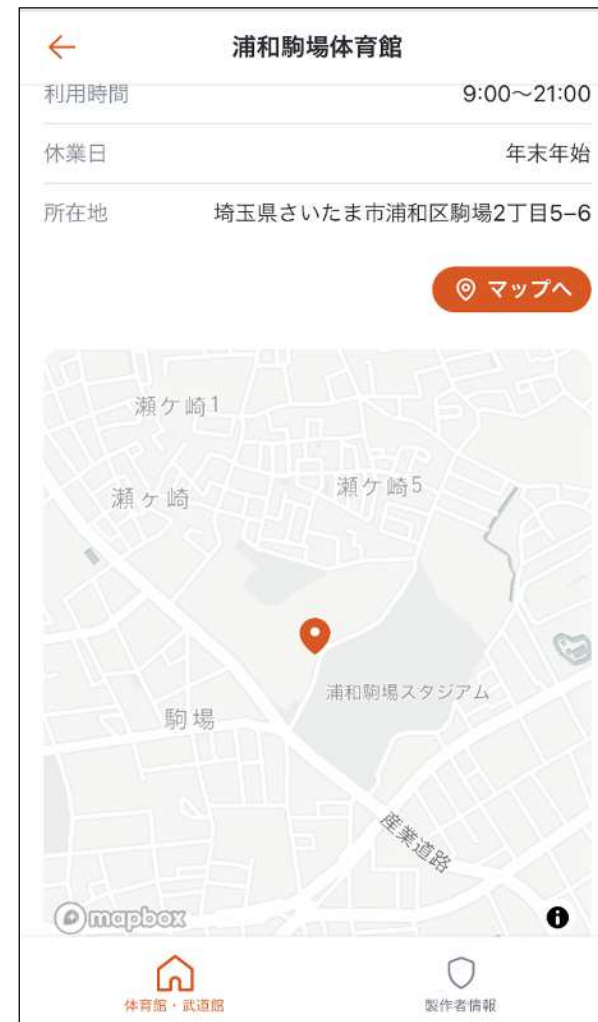 浦和駒場体育館
利用時間 9:00〜21:00
休業日 年末年始
所在地 埼玉県さいたま市浦和区駒場2丁目5−6
マップへ
瀬ケ崎1
瀬ヶ崎
瀬ケ崎5
浦和駒場スタジアム
駒場
産業道路
mapbox
体育館・武道館
製作者情報